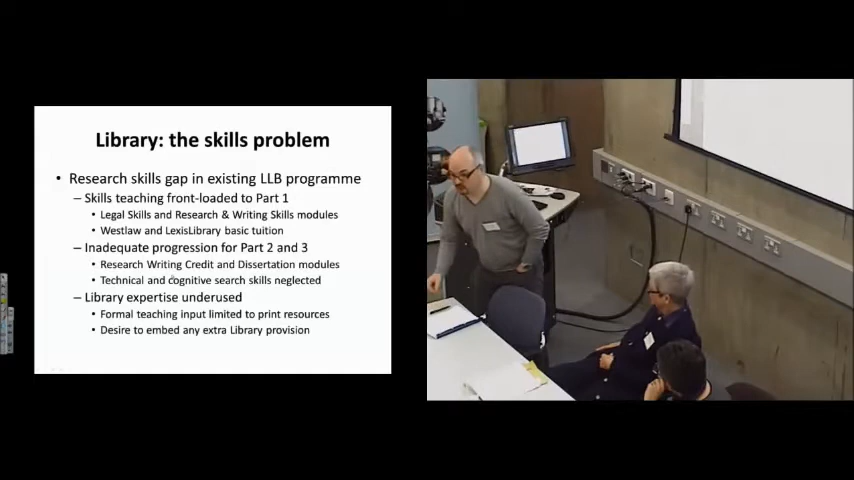 Library: the skills problem
• Research skills gap in existing LLB programme
– Skills teaching front-loaded to Part 1
• Legal Skills and Research & Writing Skills modules
• Westlaw and LexisLibrary basic tuition
– Inadequate progression for Part 2 and 3
• Research Writing Credit and Dissertation modules
• Technical and cognitive search skills neglected
– Library expertise underused
• Formal teaching input limited to print resources
• Desire to embed any extra Library provision